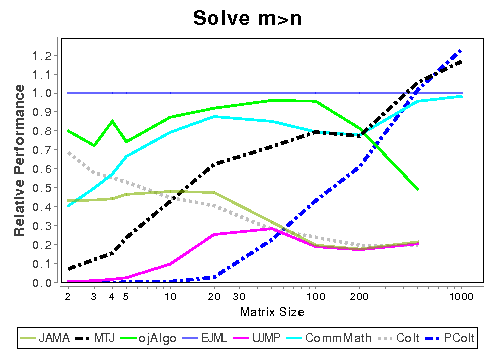 Solve m>n
Relative Performance
1.2
1.1
1.0
0.9
0.8
0.7
0.6
0.5
0.4
0.3
0.2
0.1
0.0
2 3 4 5 10 20 30 100 200 1000
Matrix Size
JAMA MTJ ojAlgo EJML UJMP CommMath Colt PColt